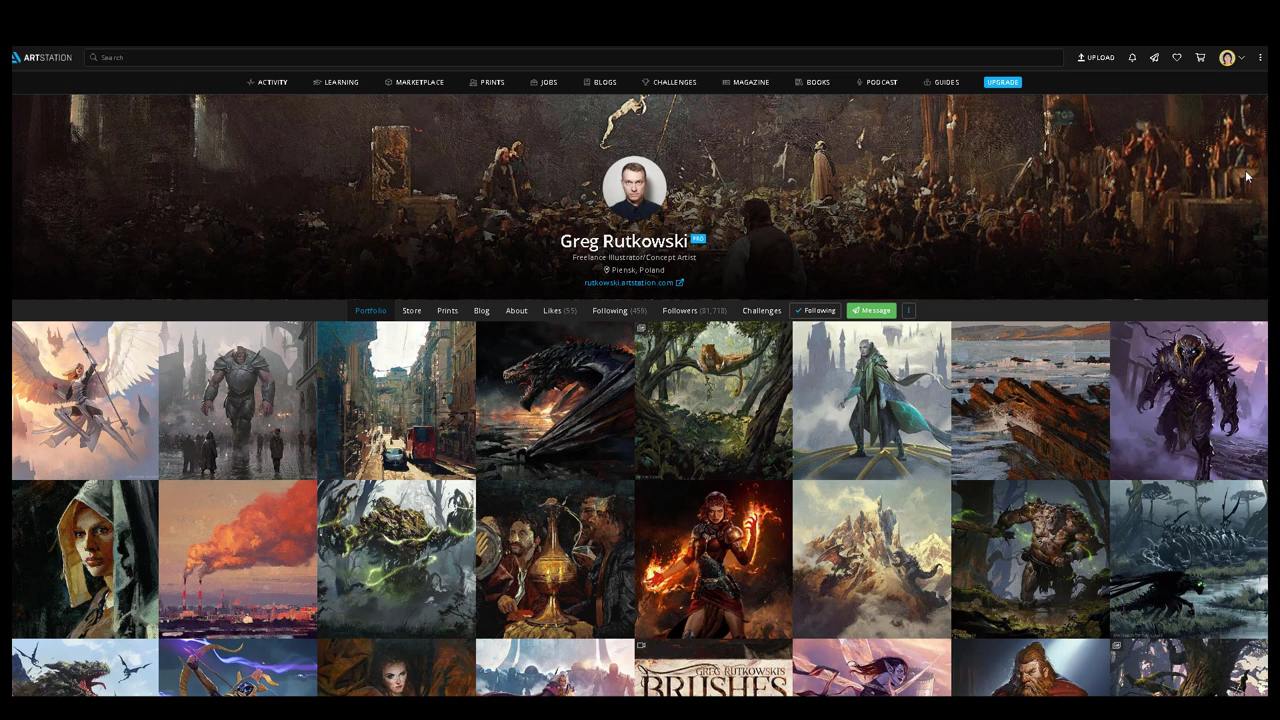 ARTSTATION Search UPLOAD
ACTIVITY LEARNING MARKETPLACE PRINTS JOBS BLOGS CHALLENGES MAGAZINE BOOKS PODCAST GUIDES UPGRADE
Greg Rutkowski PRO
Freelance Illustrator/Concept Artist
Piensk, Poland
rutkowski.artstation.com
Portfolio Store Prints Blog About Likes (55) Following (459) Followers (81,718) Challenges Following Message
GREG RUTKOWSKIS
BRUSHES